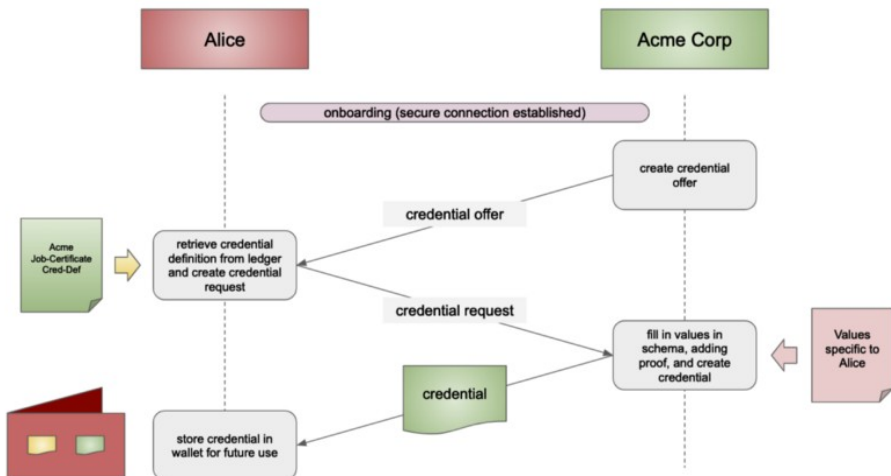 Alice
Acme Corp
onboarding (secure connection established)
create credential
offer
credential offer
Acme
Job-Certificate
Cred-Def
retrieve credential
definition from ledger
and create credential
request
credential request
fill in values in
schema, adding
proof, and create
credential
Values
specific to
Alice
credential
store credential in
wallet for future use